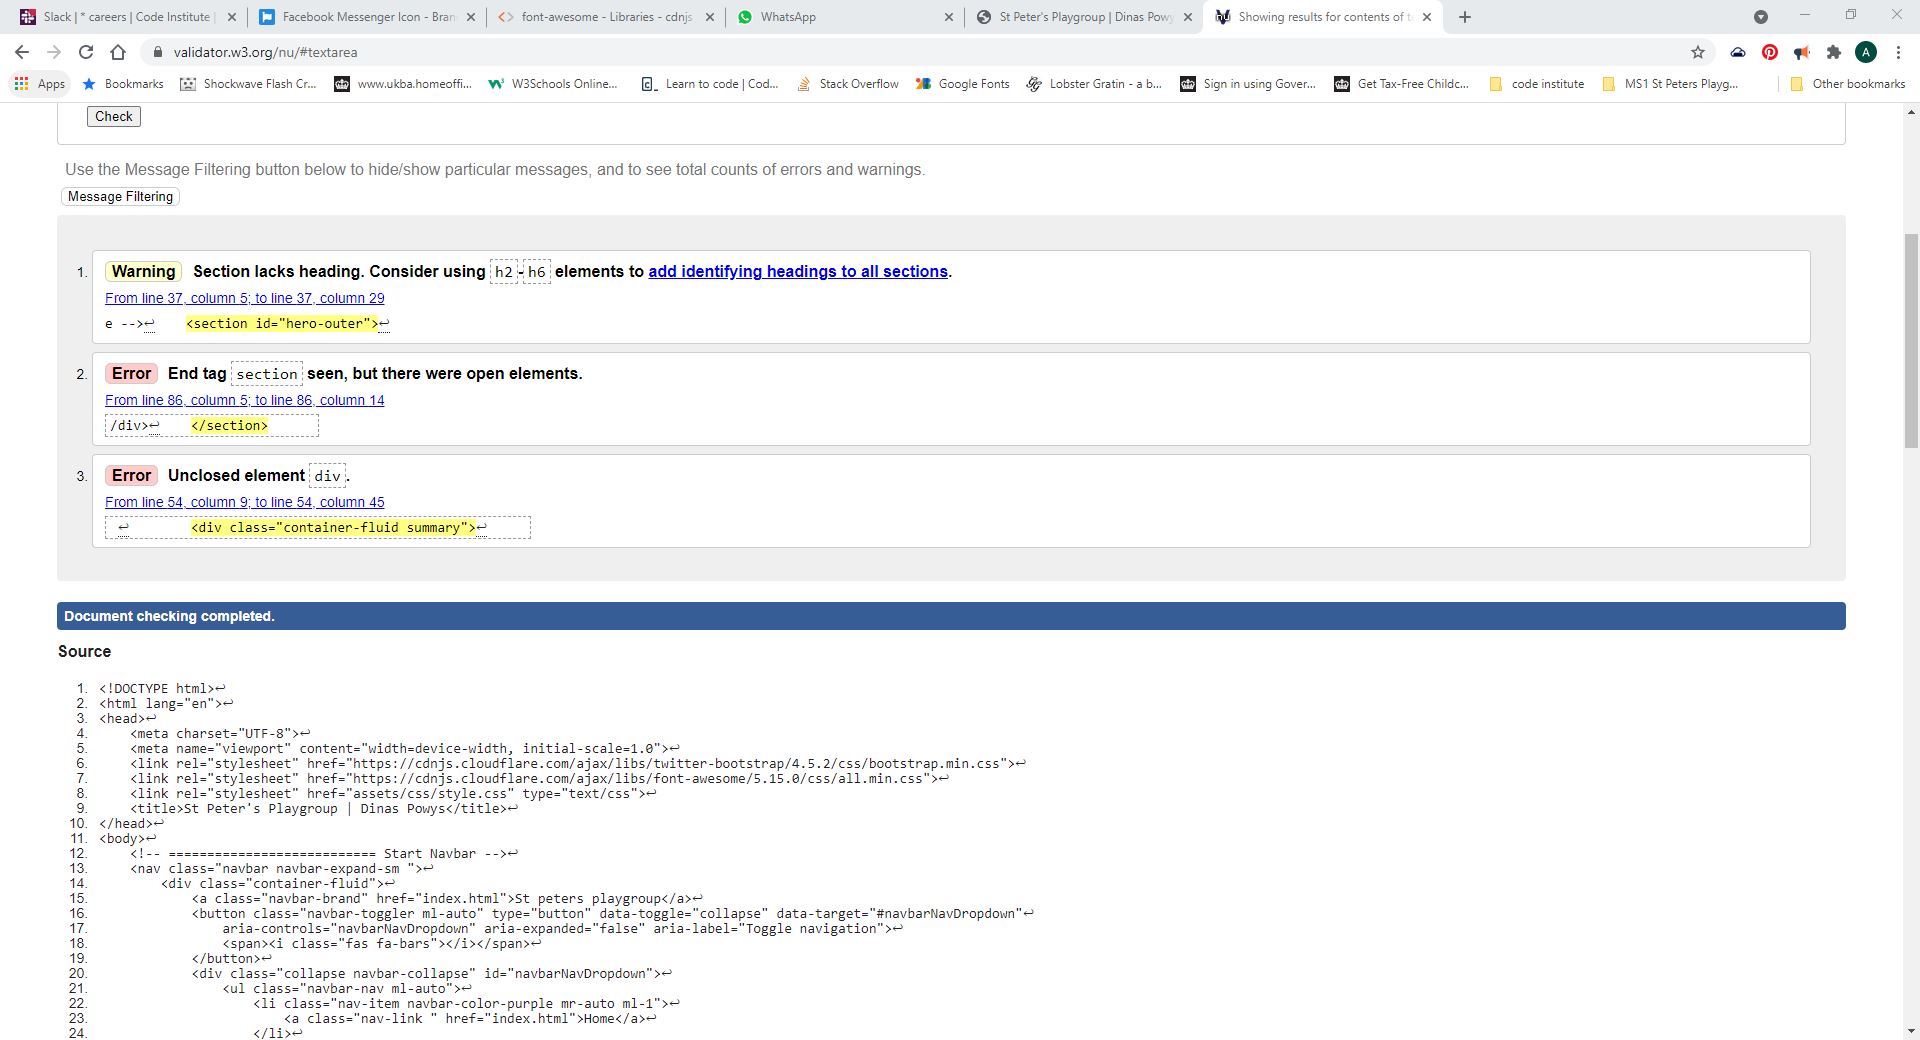 Slack | * careers | Code Institute |
Facebook Messenger Icon - Bran
font-awesome - Libraries - cdnjs
WhatsApp
St Peter's Playgroup | Dinas Powy
Showing results for contents of t
validator.w3.org/nu/#textarea
A
Apps
Bookmarks
Shockwave Flash Cr...
www.ukba.homeoffi...
W3Schools Online...
Learn to code | Cod...
Stack Overflow
Google Fonts
Lobster Gratin - a b...
Sign in using Gover...
Get Tax-Free Childc...
code institute
MS1 St Peters Playg...
Other bookmarks
Check
Use the Message Filtering button below to hide/show particular messages, and to see total counts of errors and warnings.
Message Filtering
1. Warning Section lacks heading. Consider using h2-h6 elements to add identifying headings to all sections.
From line 37, column 5; to line 37, column 29
e -->↩ <section id="hero-outer">↩
2. Error End tag section seen, but there were open elements.
From line 86, column 5; to line 86, column 14
/div>↩ </section>
3. Error Unclosed element div.
From line 54, column 9; to line 54, column 45
↩ <div class="container-fluid summary">↩
Document checking completed.
Source
1. <!DOCTYPE html>↩
2. <html lang="en">↩
3. <head>↩
4. <meta charset="UTF-8">↩
5. <meta name="viewport" content="width=device-width, initial-scale=1.0">↩
6. <link rel="stylesheet" href="https://cdnjs.cloudflare.com/ajax/libs/twitter-bootstrap/4.5.2/css/bootstrap.min.css">↩
7. <link rel="stylesheet" href="https://cdnjs.cloudflare.com/ajax/libs/font-awesome/5.15.0/css/all.min.css">↩
8. <link rel="stylesheet" href="assets/css/style.css" type="text/css">↩
9. <title>St Peter's Playgroup | Dinas Powys</title>↩
10. </head>↩
11. <body>↩
12. <!-- =========================== Start Navbar -->↩
13. <nav class="navbar navbar-expand-sm ">↩
14. <div class="container-fluid">↩
15. <a class="navbar-brand" href="index.html">St peters playgroup</a>↩
16. <button class="navbar-toggler ml-auto" type="button" data-toggle="collapse" data-target="#navbarNavDropdown"↩
17. aria-controls="navbarNavDropdown" aria-expanded="false" aria-label="Toggle navigation">↩
18. <span><i class="fas fa-bars"></i></span>↩
19. </button>↩
20. <div class="collapse navbar-collapse" id="navbarNavDropdown">↩
21. <ul class="navbar-nav ml-auto">↩
22. <li class="nav-item navbar-color-purple mr-auto ml-1">↩
23. <a class="nav-link " href="index.html">Home</a>↩
24. </li>↩